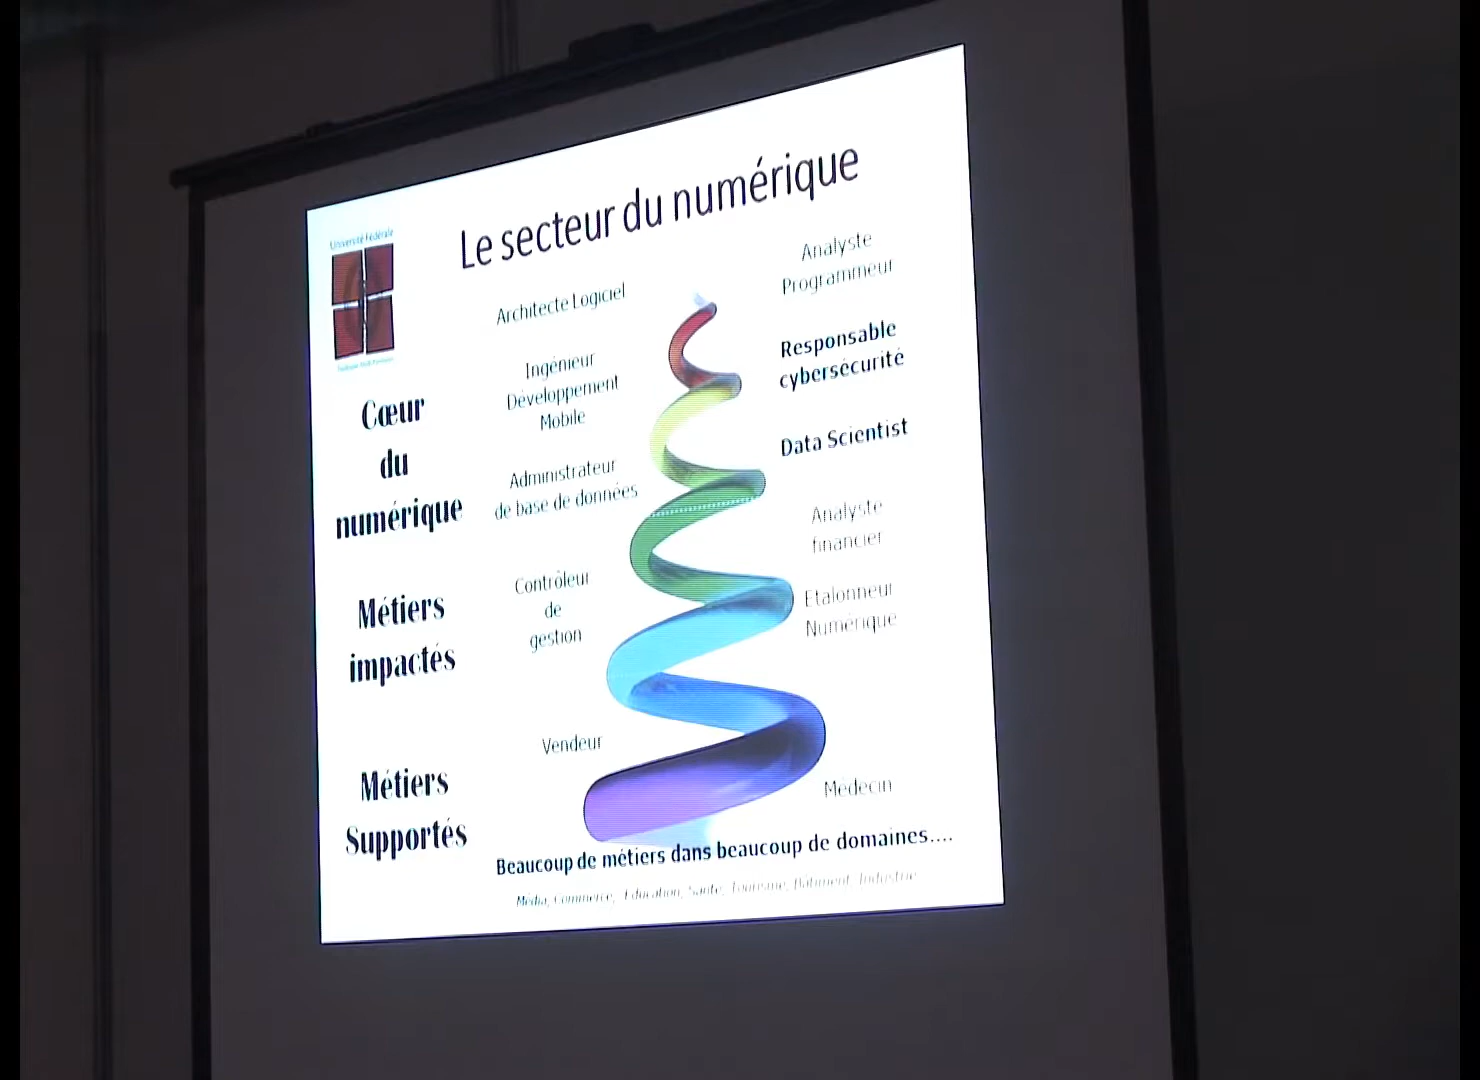 Le secteur du numérique
Université Fédérale
Architecte Logiciel
Analyste
Programmeur
Ingénieur
Développement
Mobile
Responsable
cybersécurité
Cœur
du
numérique
Administrateur
de base de données
Data Scientist
Analyste
financier
Métiers
impactés
Contrôleur
de
gestion
Etalonneur
Numérique
Métiers
Supportés
Vendeur
Médecin
Beaucoup de métiers dans beaucoup de domaines....
Média, Commerce, Education, Santé, Tourisme, Bâtiment, Industrie